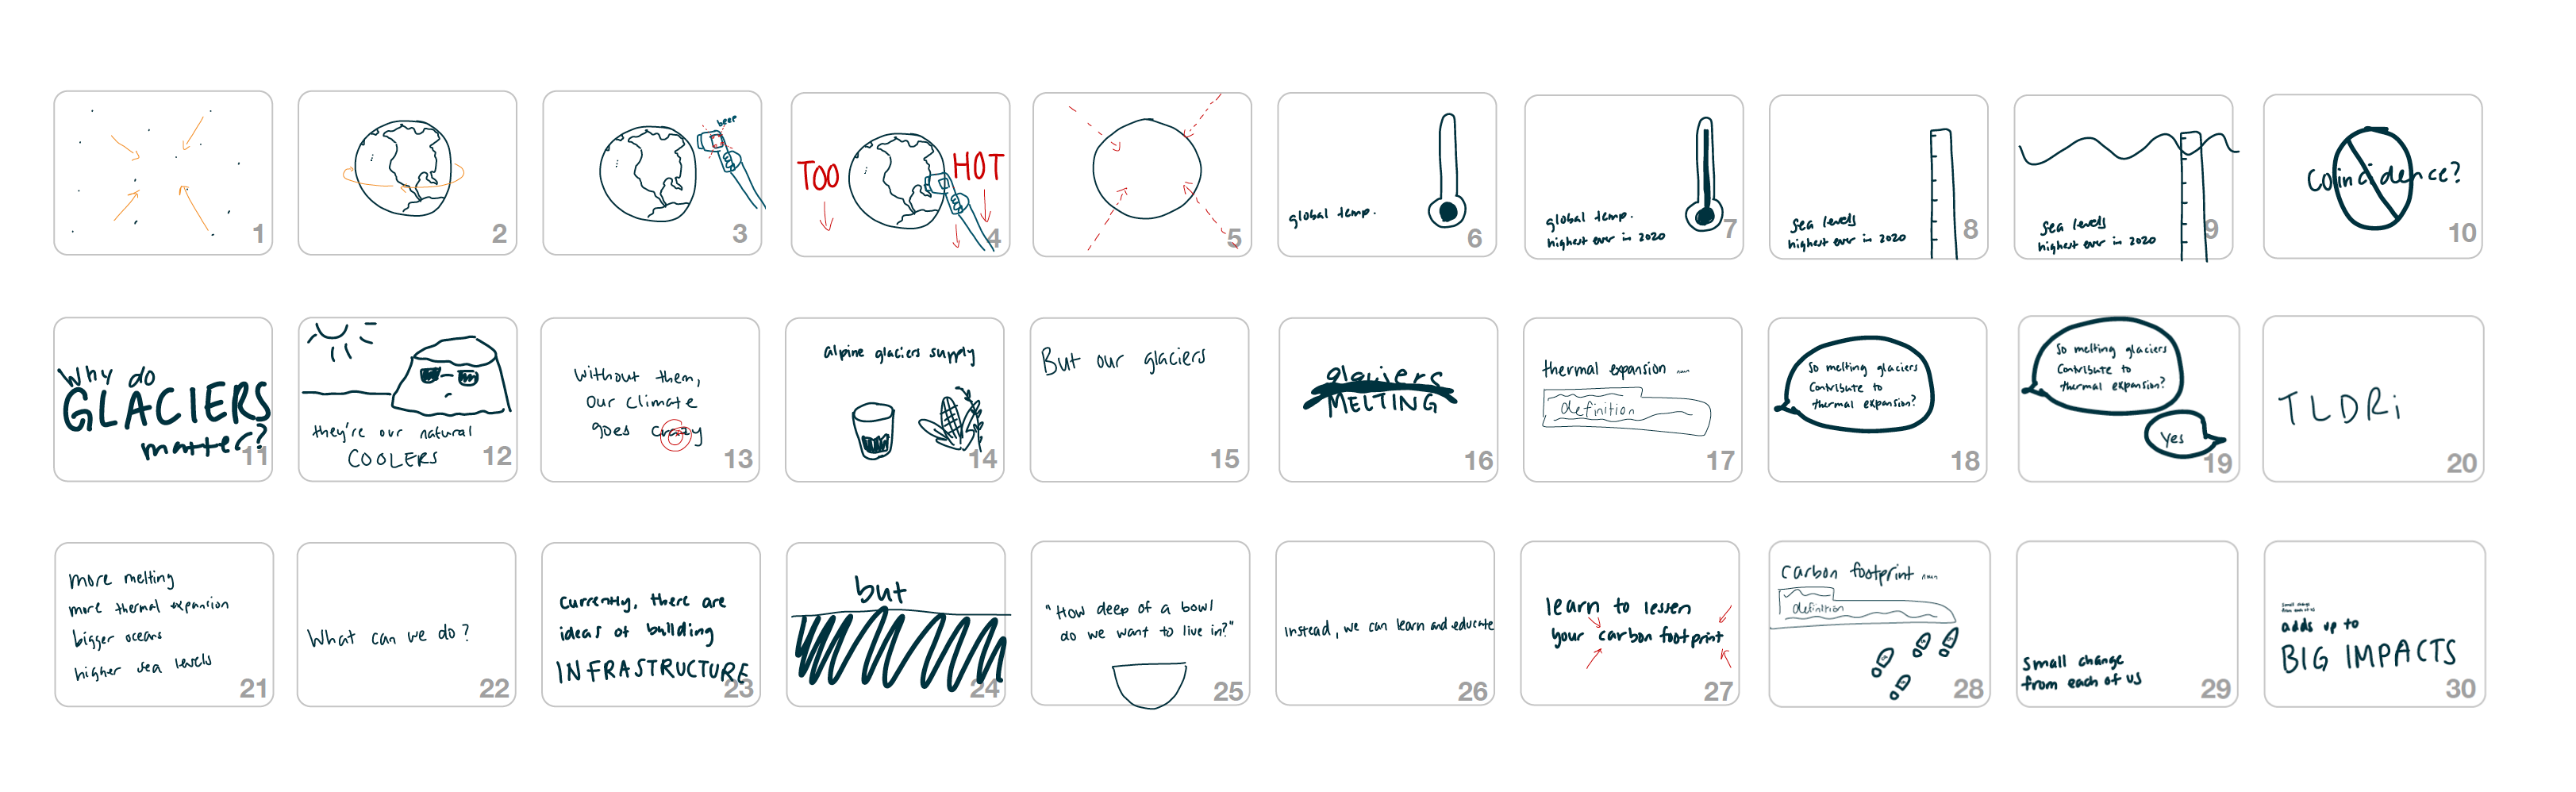 1
2
beep
3
TOO HOT
4
5
global temp.
6
global temp.
highest ever in 2020
7
sea levels
highest ever in 2020
8
sea levels
highest ever in 2020
9
Coincidence?
10
Why do
GLACIERS
matter?
11
they're our natural
COOLERS
12
Without them,
our climate
goes crazy
13
alpine glaciers supply
14
But our glaciers
15
glaciers
MELTING
16
thermal expansion
definition
17
So melting glaciers
Contribute to
thermal expansion?
18
So melting glaciers
Contribute to
thermal expansion?
Yes
19
TLDR;
20
more melting
more thermal expansion
bigger oceans
higher sea levels
21
What can we do?
22
Currently, there are
ideas of building
INFRASTRUCTURE
23
but
24
"How deep of a bowl
do we want to live in?"
25
Instead, we can learn and educate
26
learn to lessen
your carbon footprint
27
carbon footprint
definition
28
Small change
from each of us
29
Small change
from each of us
adds up to
BIG IMPACTS
30